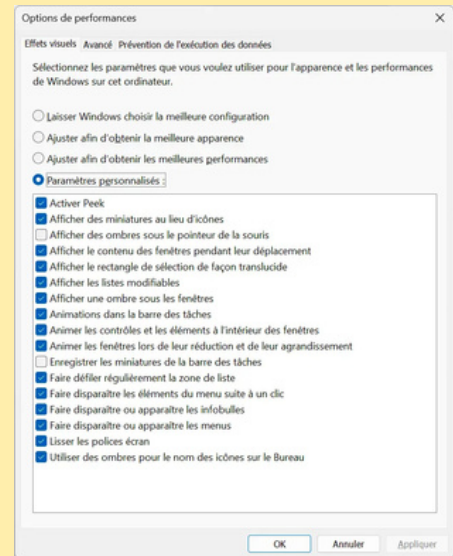 Options de performances
Effets visuels Avancé Prévention de l'exécution des données
Sélectionnez les paramètres que vous voulez utiliser pour l'apparence et les performances
de Windows sur cet ordinateur.
Laisser Windows choisir la meilleure configuration
Ajuster afin d'obtenir la meilleure apparence
Ajuster afin d'obtenir les meilleures performances
Paramètres personnalisés :
Activer Peek
Afficher des miniatures au lieu d'icônes
Afficher des ombres sous le pointeur de la souris
Afficher le contenu des fenêtres pendant leur déplacement
Afficher le rectangle de sélection de façon translucide
Afficher les listes modifiables
Afficher une ombre sous les fenêtres
Animations dans la barre des tâches
Animer les contrôles et les éléments à l'intérieur des fenêtres
Animer les fenêtres lors de leur réduction et de leur agrandissement
Enregistrer les miniatures de la barre des tâches
Faire défiler régulièrement la zone de liste
Faire disparaître les éléments du menu suite à un clic
Faire disparaître ou apparaître les infobulles
Faire disparaître ou apparaître les menus
Lisser les polices écran
Utiliser des ombres pour le nom des icônes sur le Bureau
OK Annuler Appliquer